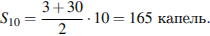 S₁₀ = (3 + 30)/2 · 10 = 165 капель.